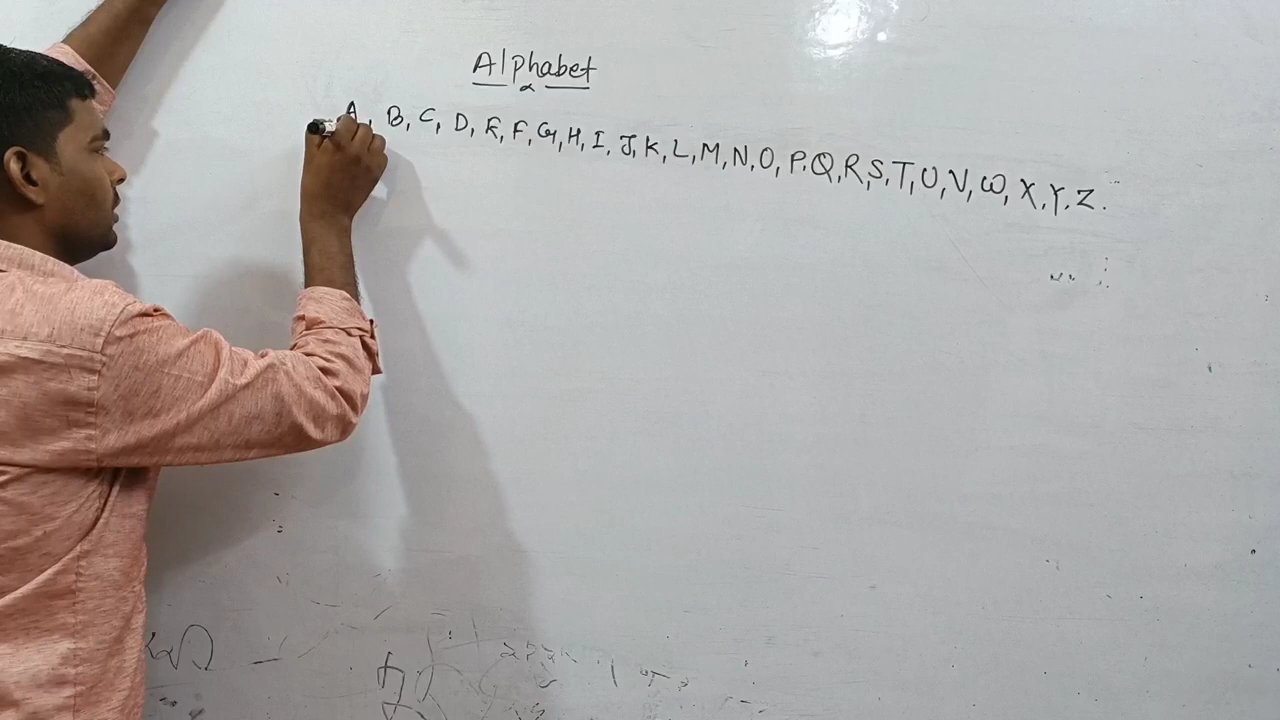 Alphabet
A, B, C, D, E, F, G, H, I, J, K, L, M, N, O, P, Q, R, S, T, U, V, W, X, Y, Z.